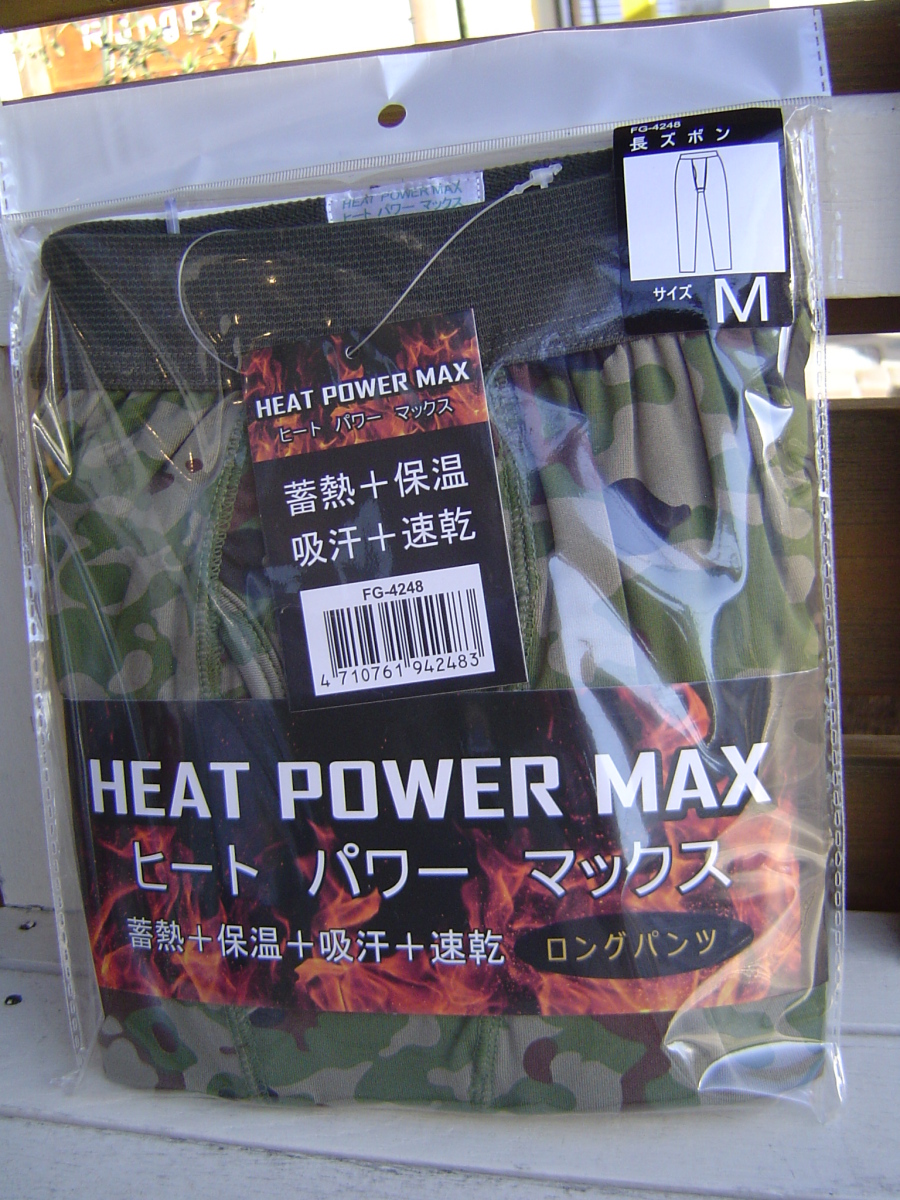 Ringer
FG-4248
長ズボン
サイズ M
HEAT POWER MAX
ヒート パワー マックス
HEAT POWER MAX
ヒート パワー マックス
蓄熱+保温
吸汗+速乾
FG-4248
4 710761 942483
HEAT POWER MAX
ヒート パワー マックス
蓄熱+保温+吸汗+速乾
ロングパンツ